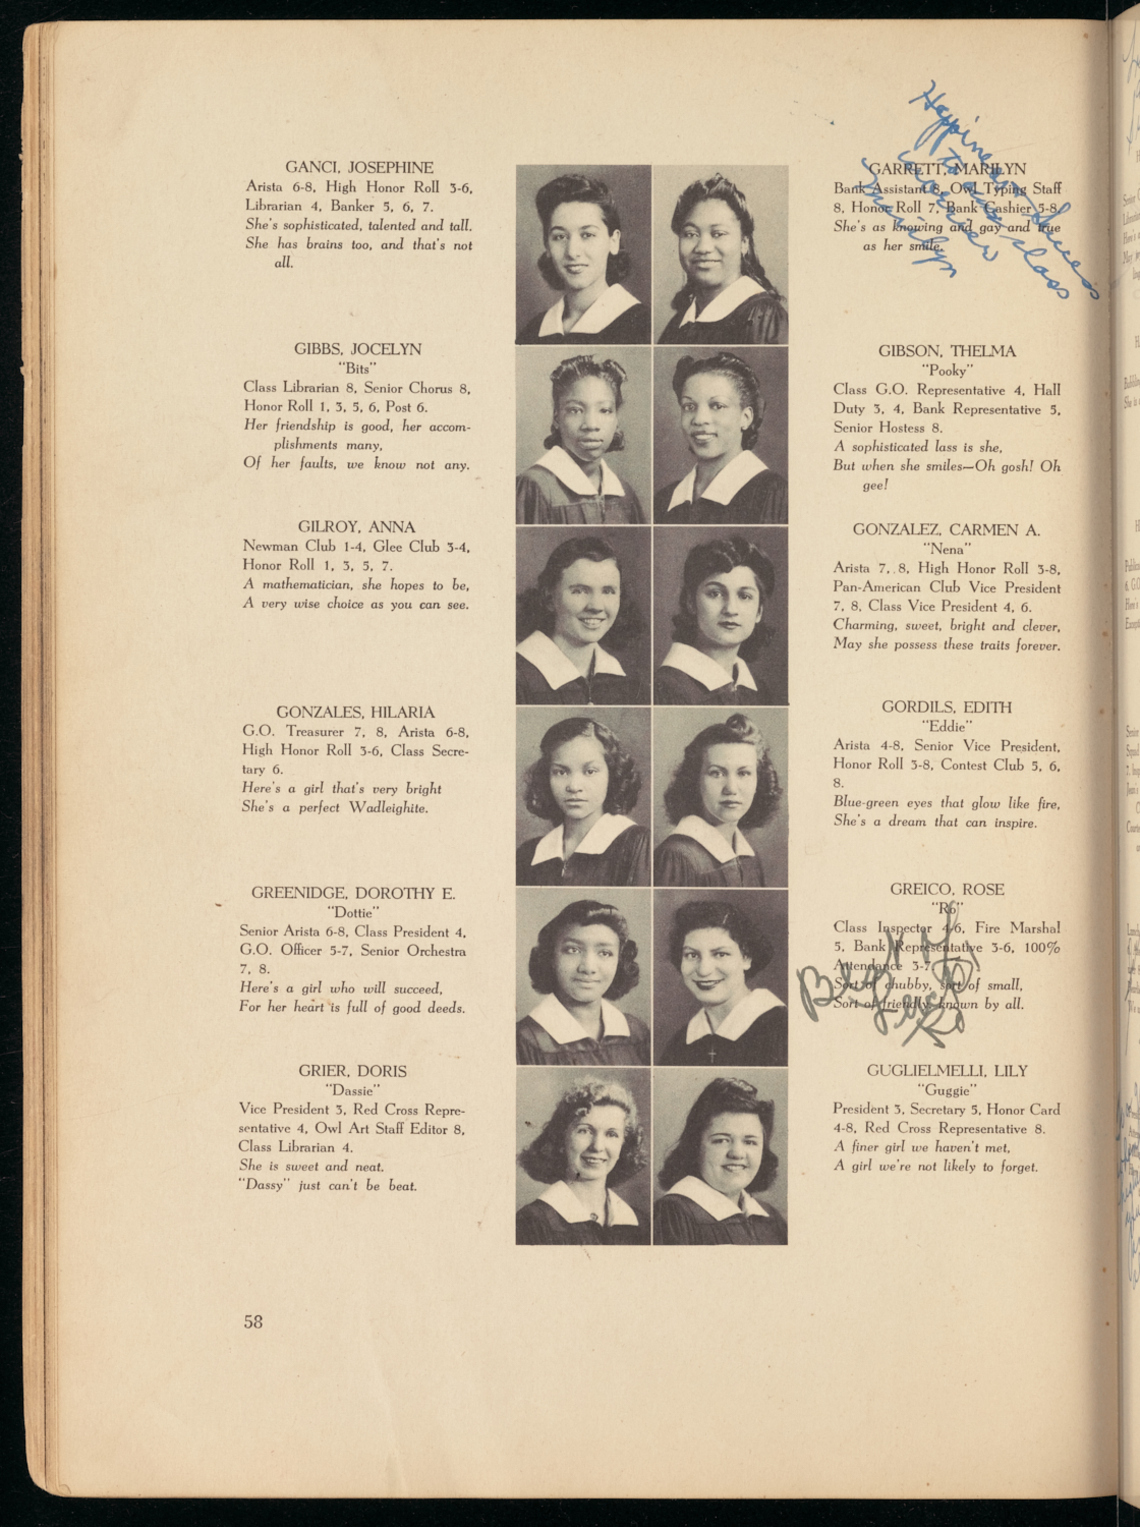 GANCI, JOSEPHINE
Arista 6-8, High Honor Roll 3-6,
Librarian 4, Banker 5, 6, 7.
She's sophisticated, talented and tall.
She has brains too, and that's not
all.
GARRETT, MARILYN
Bank Assistant 8, Owl Typing Staff
8, Honor Roll 7, Bank Cashier 5-8.
She's as knowing and gay and true
as her smile.
Happiness
Success
to
class
Marilyn
GIBBS, JOCELYN
"Bits"
Class Librarian 8, Senior Chorus 8,
Honor Roll 1, 3, 5, 6, Post 6.
Her friendship is good, her accom-
plishments many,
Of her faults, we know not any.
GIBSON, THELMA
"Pooky"
Class G.O. Representative 4, Hall
Duty 3, 4, Bank Representative 5,
Senior Hostess 8.
A sophisticated lass is she,
But when she smiles—Oh gosh! Oh
gee!
GILROY, ANNA
Newman Club 1-4, Glee Club 3-4,
Honor Roll 1, 3, 5, 7.
A mathematician, she hopes to be,
A very wise choice as you can see.
GONZALEZ, CARMEN A.
"Nena"
Arista 7, 8, High Honor Roll 3-8,
Pan-American Club Vice President
7, 8, Class Vice President 4, 6.
Charming, sweet, bright and clever,
May she possess these traits forever.
GONZALES, HILARIA
G.O. Treasurer 7, 8, Arista 6-8,
High Honor Roll 3-6, Class Secre-
tary 6.
Here's a girl that's very bright
She's a perfect Wadleighite.
GORDILS, EDITH
"Eddie"
Arista 4-8, Senior Vice President,
Honor Roll 3-8, Contest Club 5, 6,
8.
Blue-green eyes that glow like fire,
She's a dream that can inspire.
GREENIDGE, DOROTHY E.
"Dottie"
Senior Arista 6-8, Class President 4,
G.O. Officer 5-7, Senior Orchestra
7, 8.
Here's a girl who will succeed,
For her heart is full of good deeds.
GREICO, ROSE
"Ro"
Class Inspector 4-6, Fire Marshal
5, Bank Representative 3-6, 100%
Attendance 3-7.
Sort of chubby, sort of small,
Sort of friendly, known by all.
Ro
GRIER, DORIS
"Dassie"
Vice President 3, Red Cross Repre-
sentative 4, Owl Art Staff Editor 8,
Class Librarian 4.
She is sweet and neat.
"Dassy" just can't be beat.
GUGLIELMELLI, LILY
"Guggie"
President 3, Secretary 5, Honor Card
4-8, Red Cross Representative 8.
A finer girl we haven't met,
A girl we're not likely to forget.
58